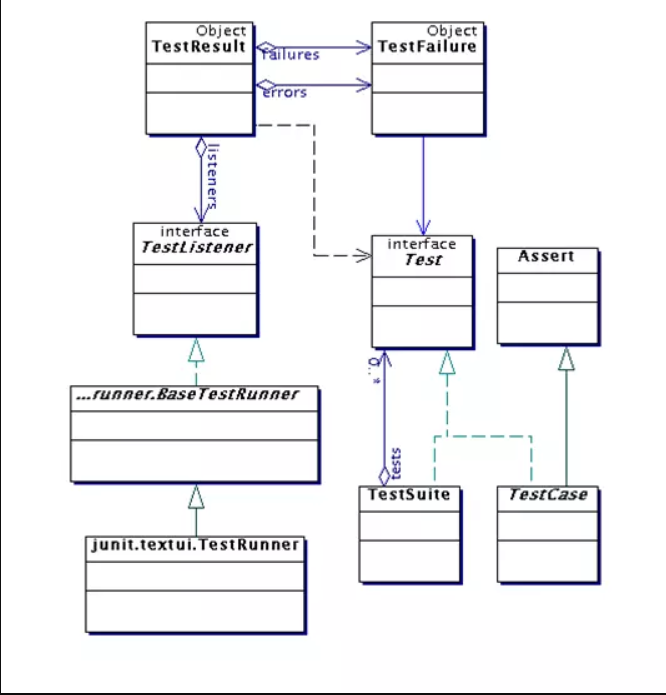 Object
TestResult
Object
TestFailure
failures
errors
listeners
interface
TestListener
interface
Test
Assert
0..*
...runner.BaseTestRunner
tests
TestSuite
TestCase
junit.textui.TestRunner